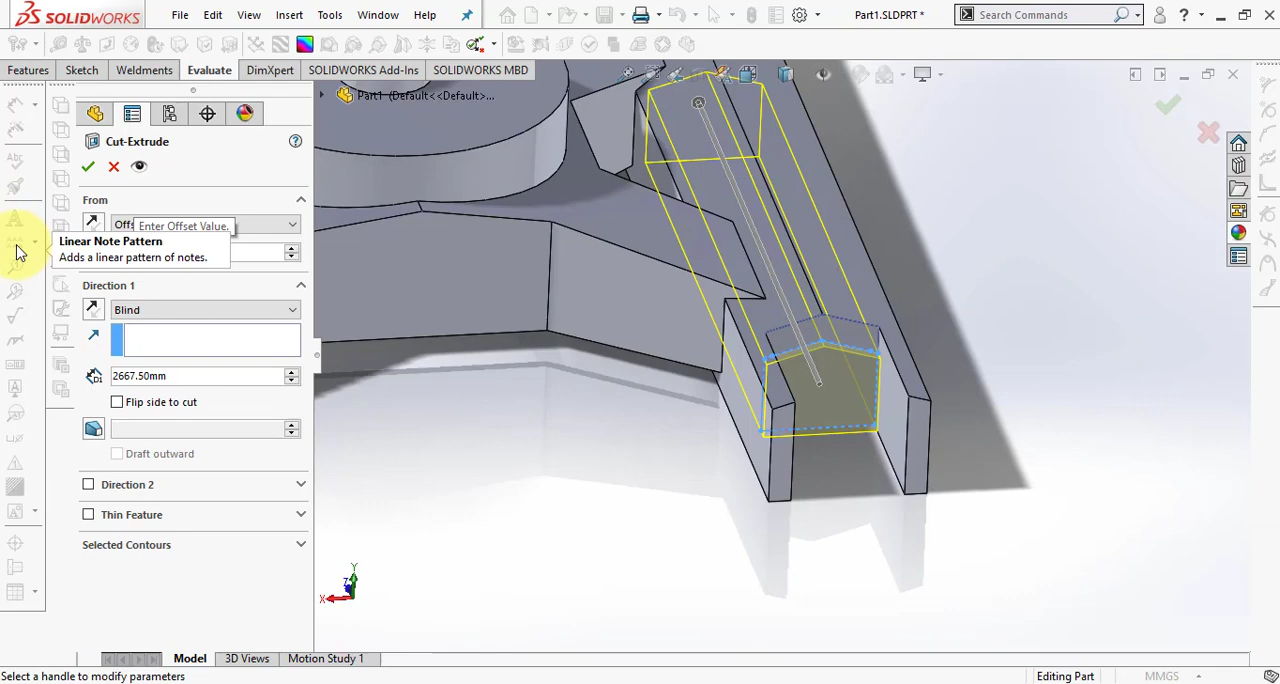 SOLIDWORKS
File
Edit
View
Insert
Tools
Window
Help
Part1.SLDPRT *
Search Commands
Features
Sketch
Weldments
Evaluate
DimXpert
SOLIDWORKS Add-Ins
SOLIDWORKS MBD
Part1 (Default<<Default>...
Cut-Extrude
From
Enter Offset Value.
Linear Note Pattern
Adds a linear pattern of notes.
Direction 1
Blind
2667.50mm
Flip side to cut
Draft outward
Direction 2
Thin Feature
Selected Contours
Y
Z
X
Model
3D Views
Motion Study 1
Select a handle to modify parameters
Editing Part
MMGS